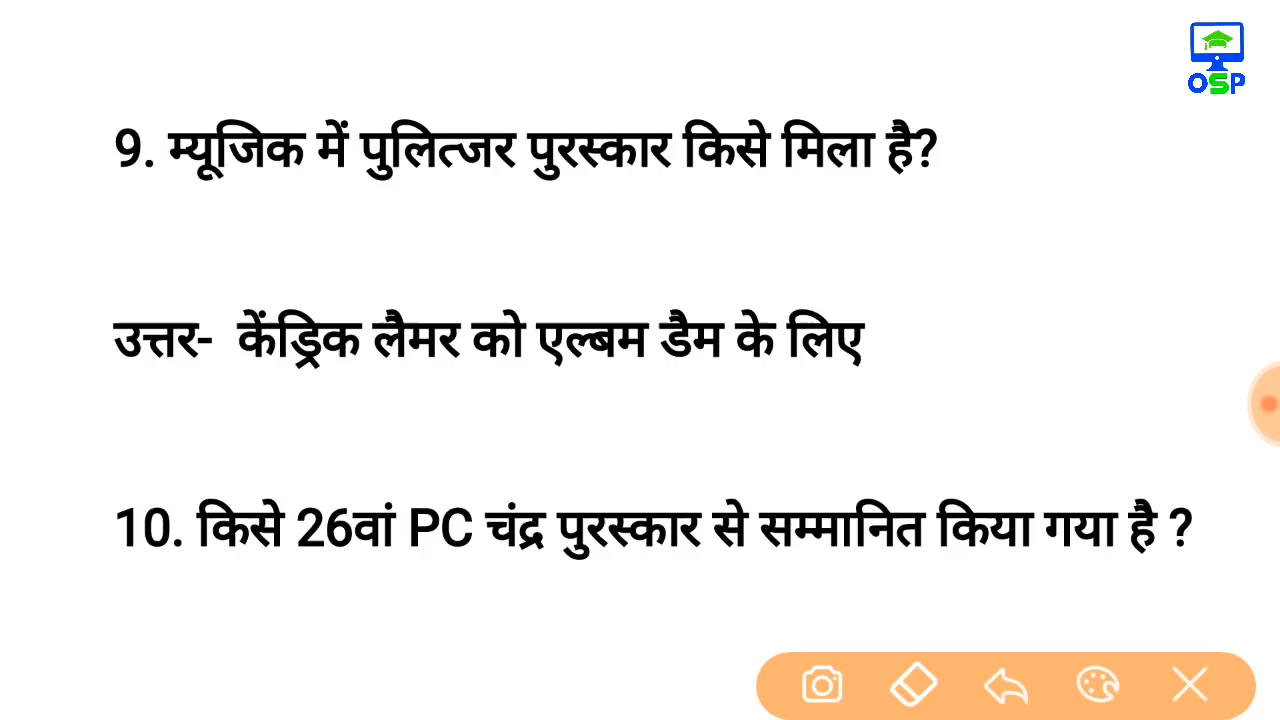 OSP
9. म्यूजिक में पुलित्जर पुरस्कार किसे मिला है?
उत्तर- केंड्रिक लैमर को एल्बम डैम के लिए
10. किसे 26वां PC चंद्र पुरस्कार से सम्मानित किया गया है ?